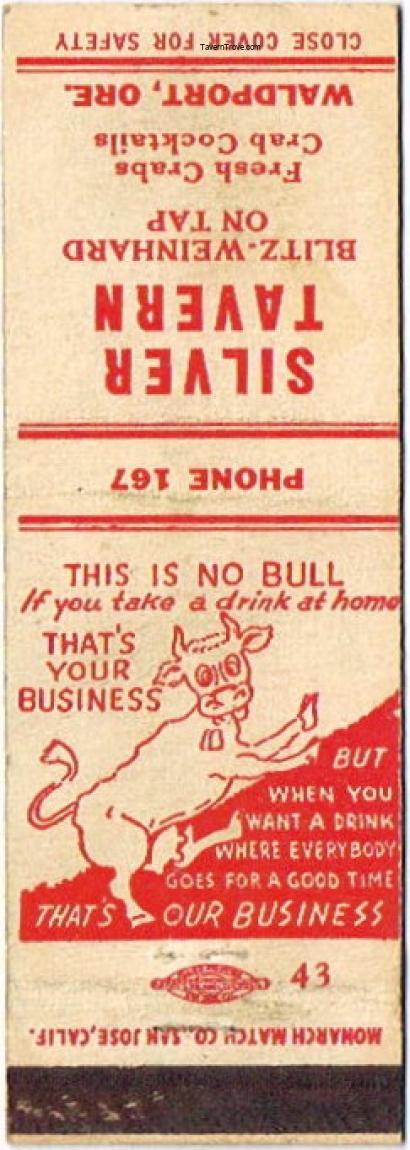 CLOSE COVER FOR SAFETY
TavernTrove.com
WALDPORT, ORE.
Crab Cocktails
Fresh Crabs
ON TAP
BLITZ-WEINHARD
TAVERN
SILVER
PHONE 167
THIS IS NO BULL
If you take a drink at home
THAT'S
YOUR
BUSINESS
BUT
WHEN YOU
WANT A DRINK
WHERE EVERYBODY
GOES FOR A GOOD TIME
THAT'S OUR BUSINESS
43
MONARCH MATCH CO. SAN JOSE, CALIF.